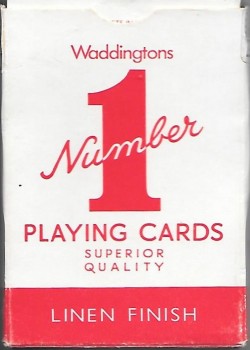 Waddingtons
Number
1
PLAYING CARDS
SUPERIOR
QUALITY
LINEN FINISH